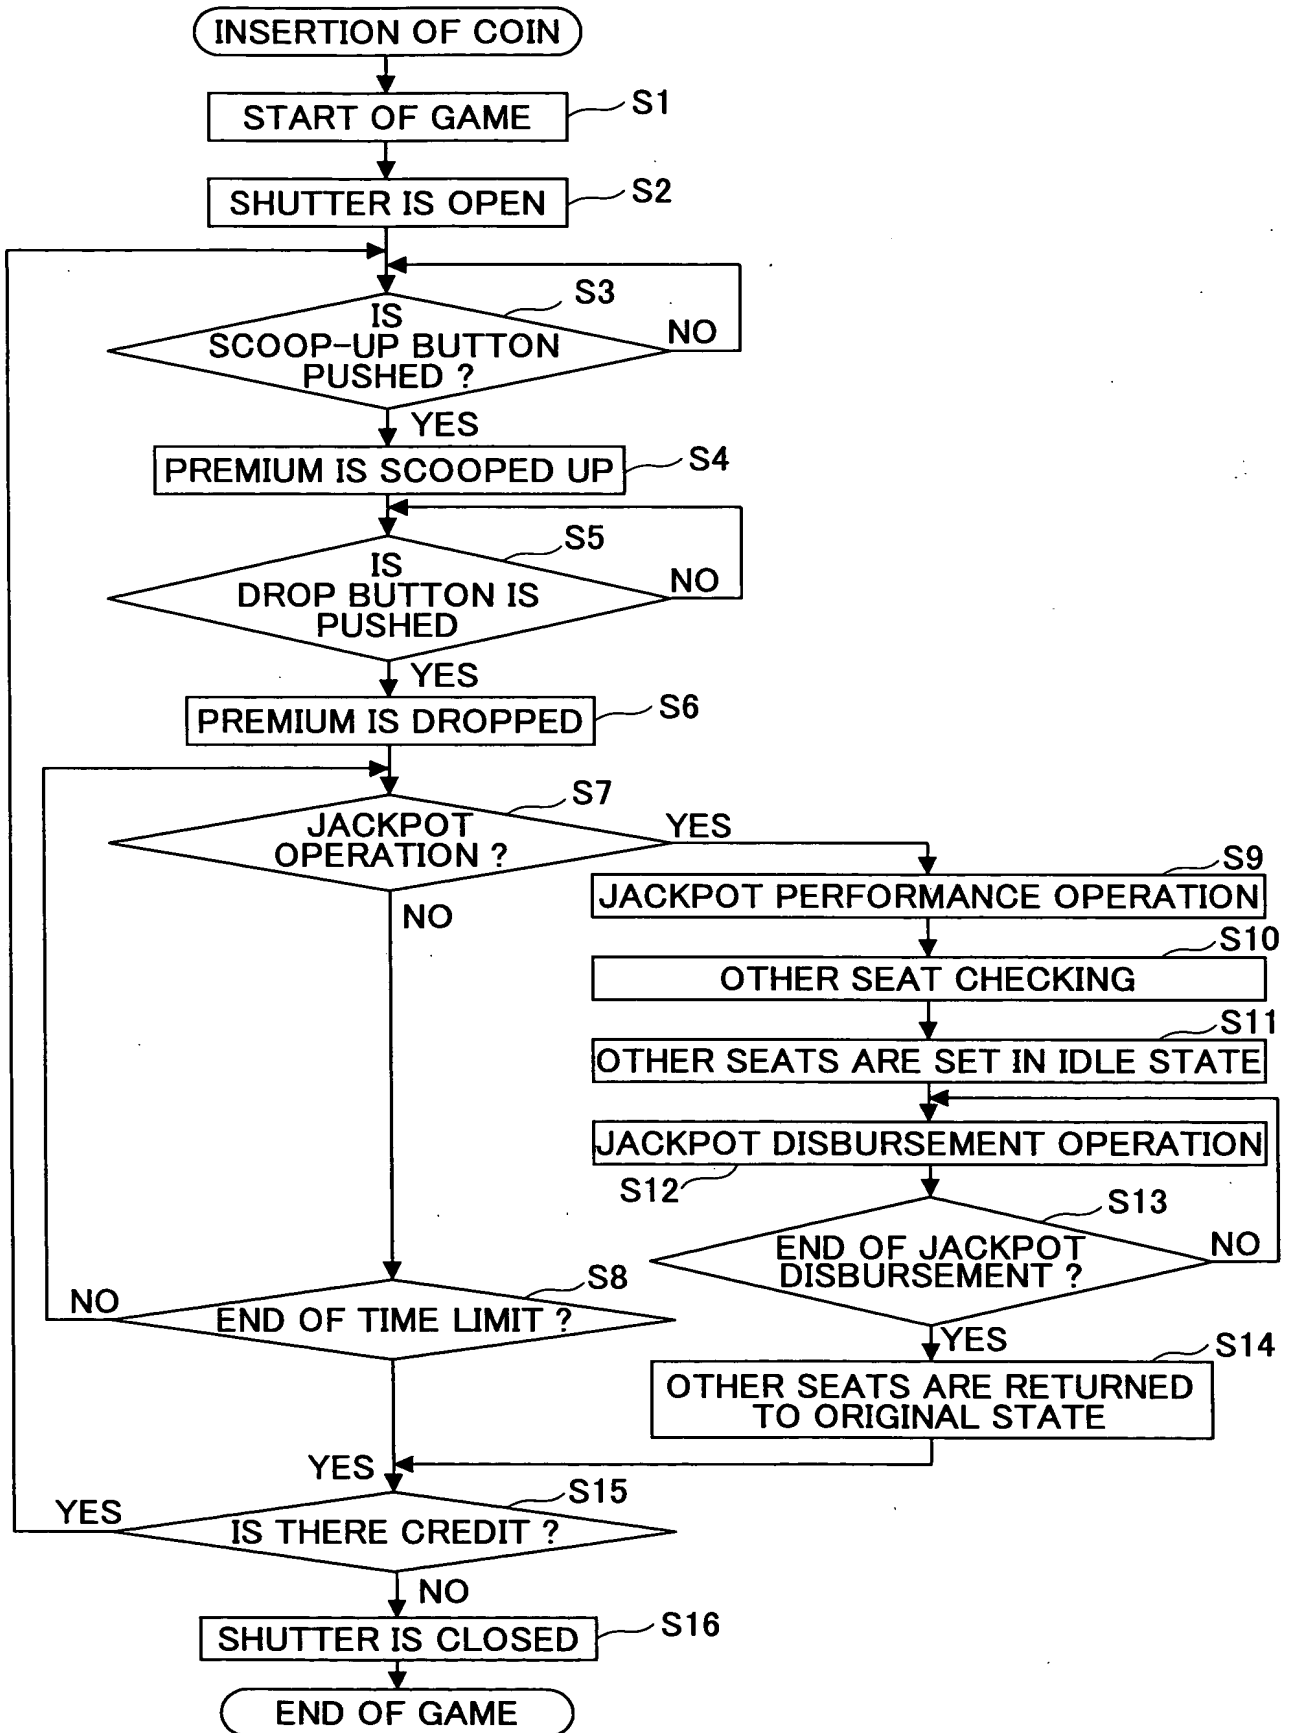 INSERTION OF COIN
START OF GAME
S1
SHUTTER IS OPEN
S2
S3
IS
SCOOP-UP BUTTON
PUSHED ?
NO
YES
PREMIUM IS SCOOPED UP
S4
S5
IS
DROP BUTTON IS
PUSHED
NO
YES
PREMIUM IS DROPPED
S6
S7
JACKPOT
OPERATION ?
YES
NO
S9
JACKPOT PERFORMANCE OPERATION
S10
OTHER SEAT CHECKING
S11
OTHER SEATS ARE SET IN IDLE STATE
JACKPOT DISBURSEMENT OPERATION
S12
S13
END OF JACKPOT
DISBURSEMENT ?
NO
YES
S14
OTHER SEATS ARE RETURNED
TO ORIGINAL STATE
S8
NO
END OF TIME LIMIT ?
YES
S15
YES
IS THERE CREDIT ?
NO
SHUTTER IS CLOSED
S16
END OF GAME